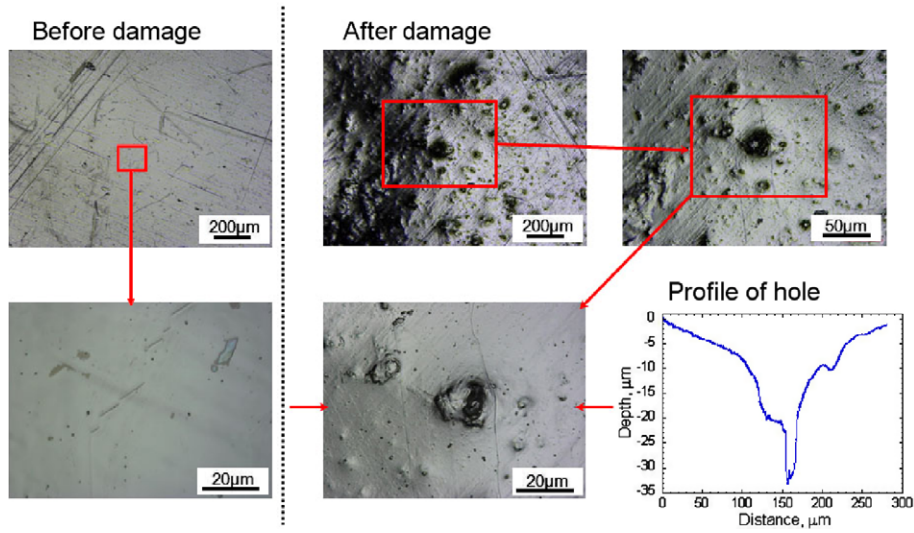 Before damage
After damage
200µm
200µm
50µm
20µm
20µm
Profile of hole
0
-5
-10
-15
-20
-25
-30
-35
Depth, µm
0 50 100 150 200 250 300
Distance, µm